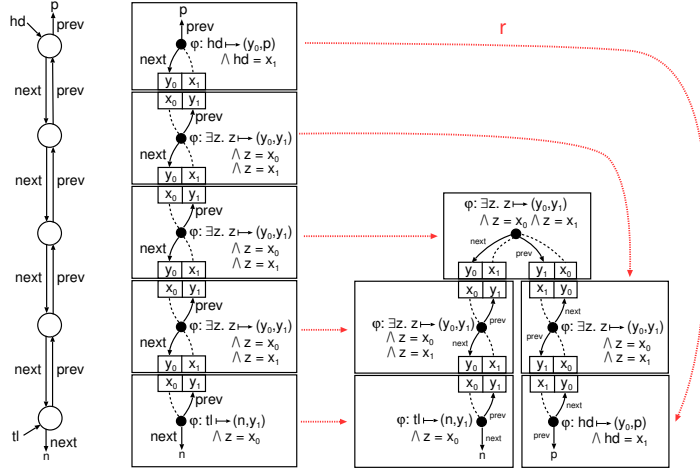 p
hd
next
prev
next
prev
next
prev
next
prev
tl
next
n
p
prev
φ: hd ↦ (y₀,p)
∧ hd = x₁
next
y₀ x₁
x₀ y₁
prev
φ: ∃z. z ↦ (y₀,y₁)
∧ z = x₀
∧ z = x₁
next
y₀ x₁
x₀ y₁
prev
φ: ∃z. z ↦ (y₀,y₁)
∧ z = x₀
∧ z = x₁
next
y₀ x₁
x₀ y₁
prev
φ: ∃z. z ↦ (y₀,y₁)
∧ z = x₀
∧ z = x₁
next
y₀ x₁
x₀ y₁
prev
φ: tl ↦ (n,y₁)
∧ z = x₀
next
n
r
φ: ∃z. z ↦ (y₀,y₁)
∧ z = x₀ ∧ z = x₁
next
prev
y₀ x₁
y₁ x₀
x₀ y₁
prev
φ: ∃z. z ↦ (y₀,y₁)
∧ z = x₀
∧ z = x₁
next
y₀ x₁
x₀ y₁
prev
φ: tl ↦ (n,y₁)
∧ z = x₀
next
n
x₁ y₀
next
φ: ∃z. z ↦ (y₀,y₁)
∧ z = x₀
∧ z = x₁
prev
y₁ x₀
x₁ y₀
next
φ: hd ↦ (y₀,p)
∧ hd = x₁
prev
p